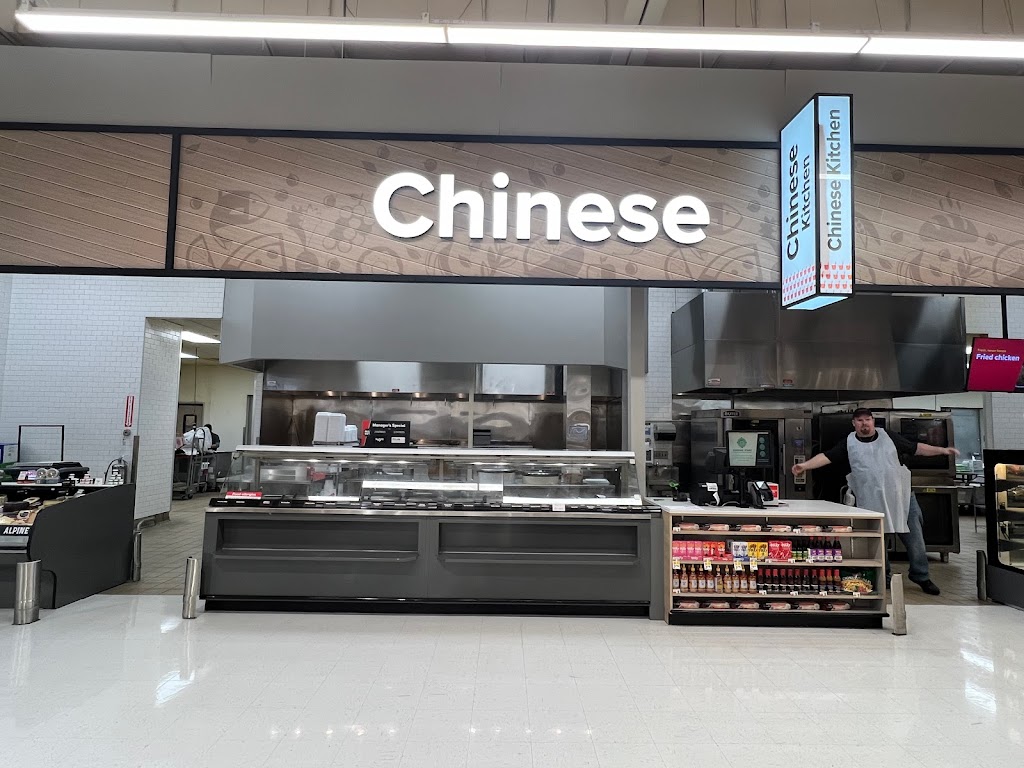 Chinese
Chinese
Kitchen
Chinese Kitchen
Fried chicken
Manager's Special
ALPINE